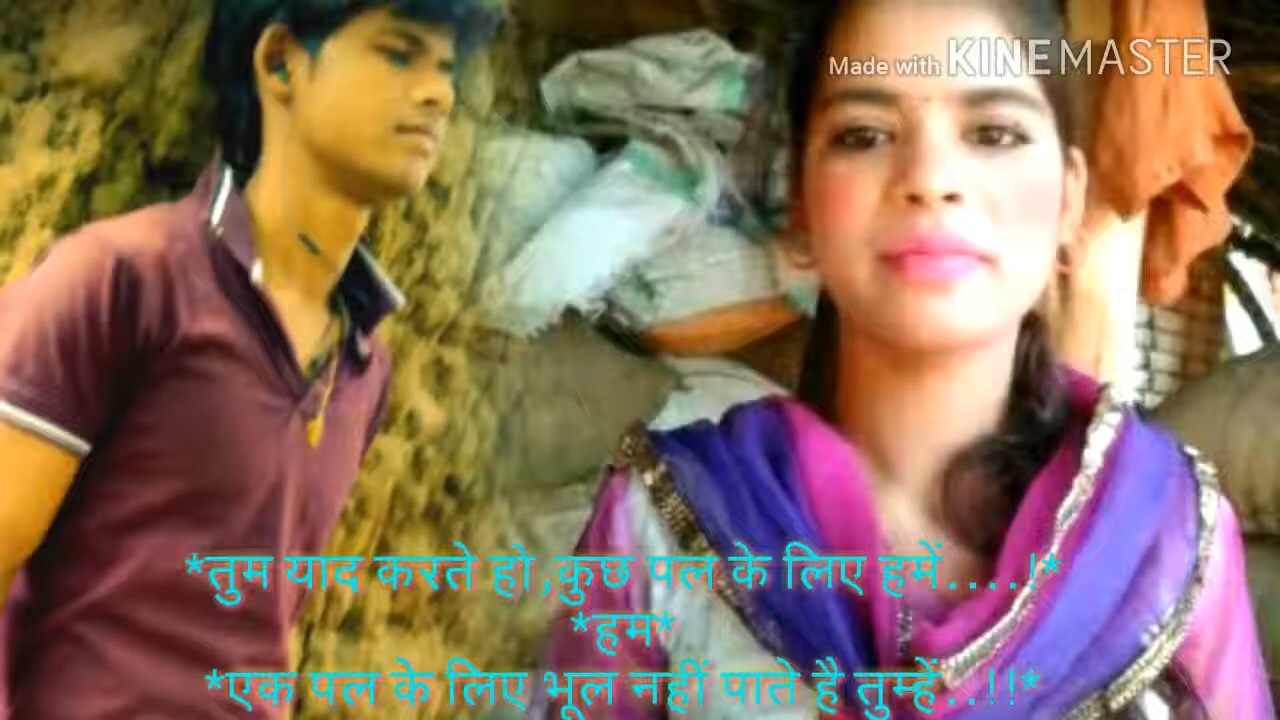 Made with KINEMASTER
*तुम याद करते हो,कुछ पल के लिए हमें.....!*
*हम*
*एक पल के लिए भूल नहीं पाते है तुम्हें..!!*